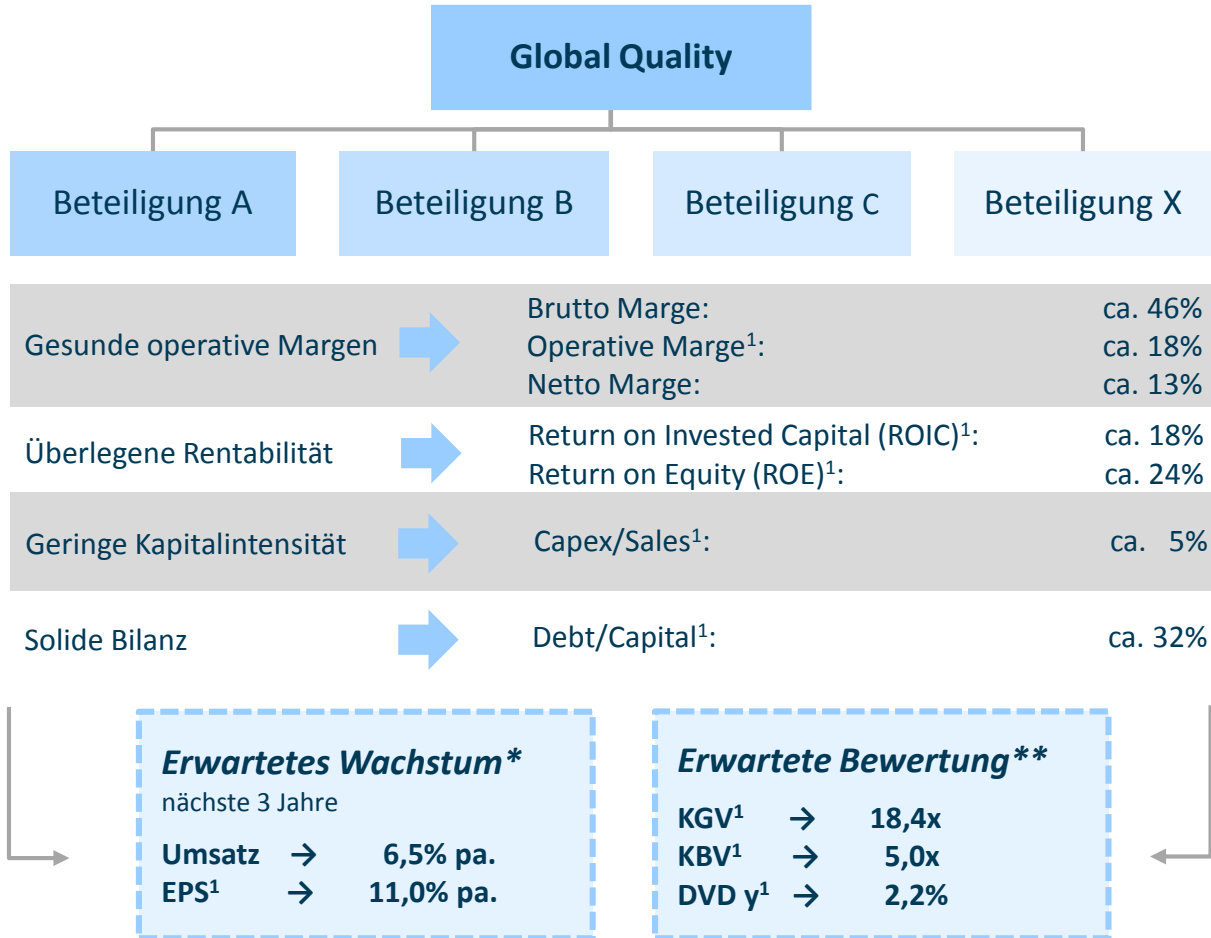 Global Quality
Beteiligung A
Beteiligung B
Beteiligung C
Beteiligung X
Gesunde operative Margen
Brutto Marge: ca. 46%
Operative Marge¹: ca. 18%
Netto Marge: ca. 13%
Überlegene Rentabilität
Return on Invested Capital (ROIC)¹: ca. 18%
Return on Equity (ROE)¹: ca. 24%
Geringe Kapitalintensität
Capex/Sales¹: ca. 5%
Solide Bilanz
Debt/Capital¹: ca. 32%
Erwartetes Wachstum*
nächste 3 Jahre
Umsatz → 6,5% pa.
EPS¹ → 11,0% pa.
Erwartete Bewertung**
KGV¹ → 18,4x
KBV¹ → 5,0x
DVD y¹ → 2,2%